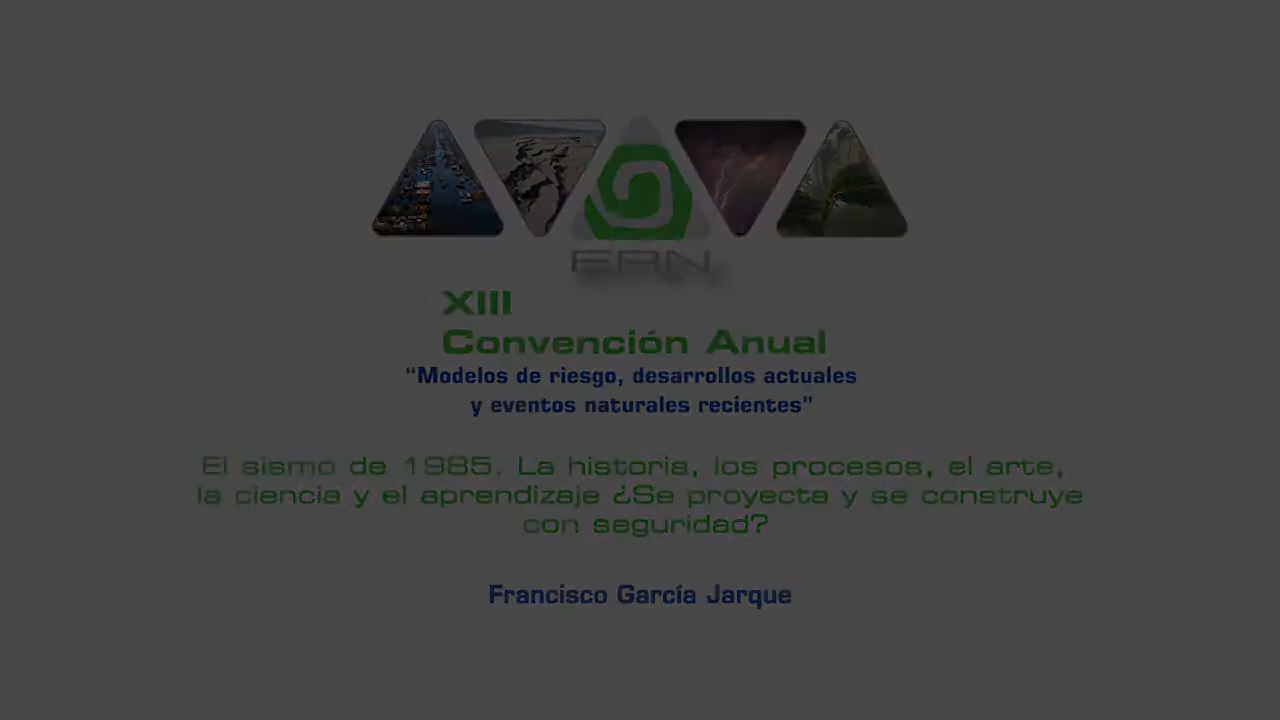 ERN
XIII
Convención Anual
“Modelos de riesgo, desarrollos actuales
y eventos naturales recientes”
El sismo de 1985. La historia, los procesos, el arte,
la ciencia y el aprendizaje ¿Se proyecta y se construye
con seguridad?
Francisco García Jarque